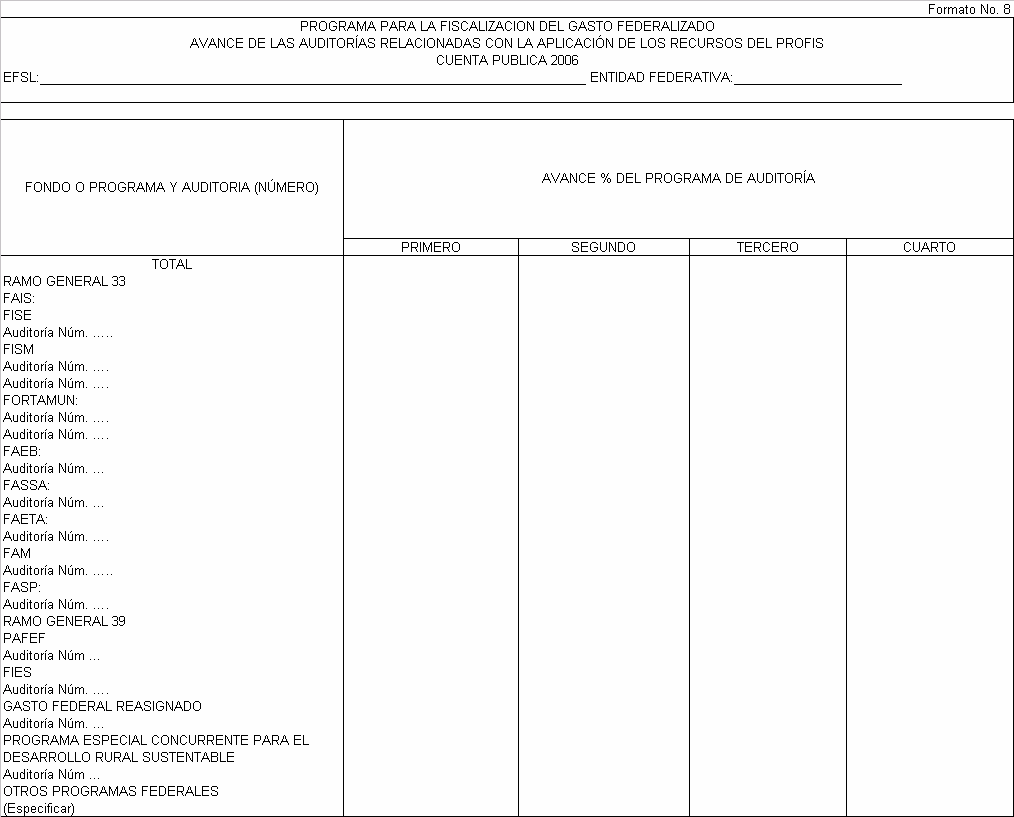 Formato No. 8
PROGRAMA PARA LA FISCALIZACION DEL GASTO FEDERALIZADO
AVANCE DE LAS AUDITORÍAS RELACIONADAS CON LA APLICACIÓN DE LOS RECURSOS DEL PROFIS
CUENTA PUBLICA 2006
EFSL: ENTIDAD FEDERATIVA:
FONDO O PROGRAMA Y AUDITORIA (NÚMERO)
AVANCE % DEL PROGRAMA DE AUDITORÍA
PRIMERO SEGUNDO TERCERO CUARTO
TOTAL
RAMO GENERAL 33
FAIS:
FISE
Auditoría Núm. .....
FISM
Auditoría Núm. ....
Auditoría Núm. ....
FORTAMUN:
Auditoría Núm. ....
Auditoría Núm. ....
FAEB:
Auditoría Núm. ...
FASSA:
Auditoría Núm. ...
FAETA:
Auditoría Núm. ....
FAM
Auditoría Núm. .....
FASP:
Auditoría Núm. ....
RAMO GENERAL 39
PAFEF
Auditoría Núm ...
FIES
Auditoría Núm. ....
GASTO FEDERAL REASIGNADO
Auditoría Núm. ...
PROGRAMA ESPECIAL CONCURRENTE PARA EL
DESARROLLO RURAL SUSTENTABLE
Auditoría Núm ...
OTROS PROGRAMAS FEDERALES
(Especificar)